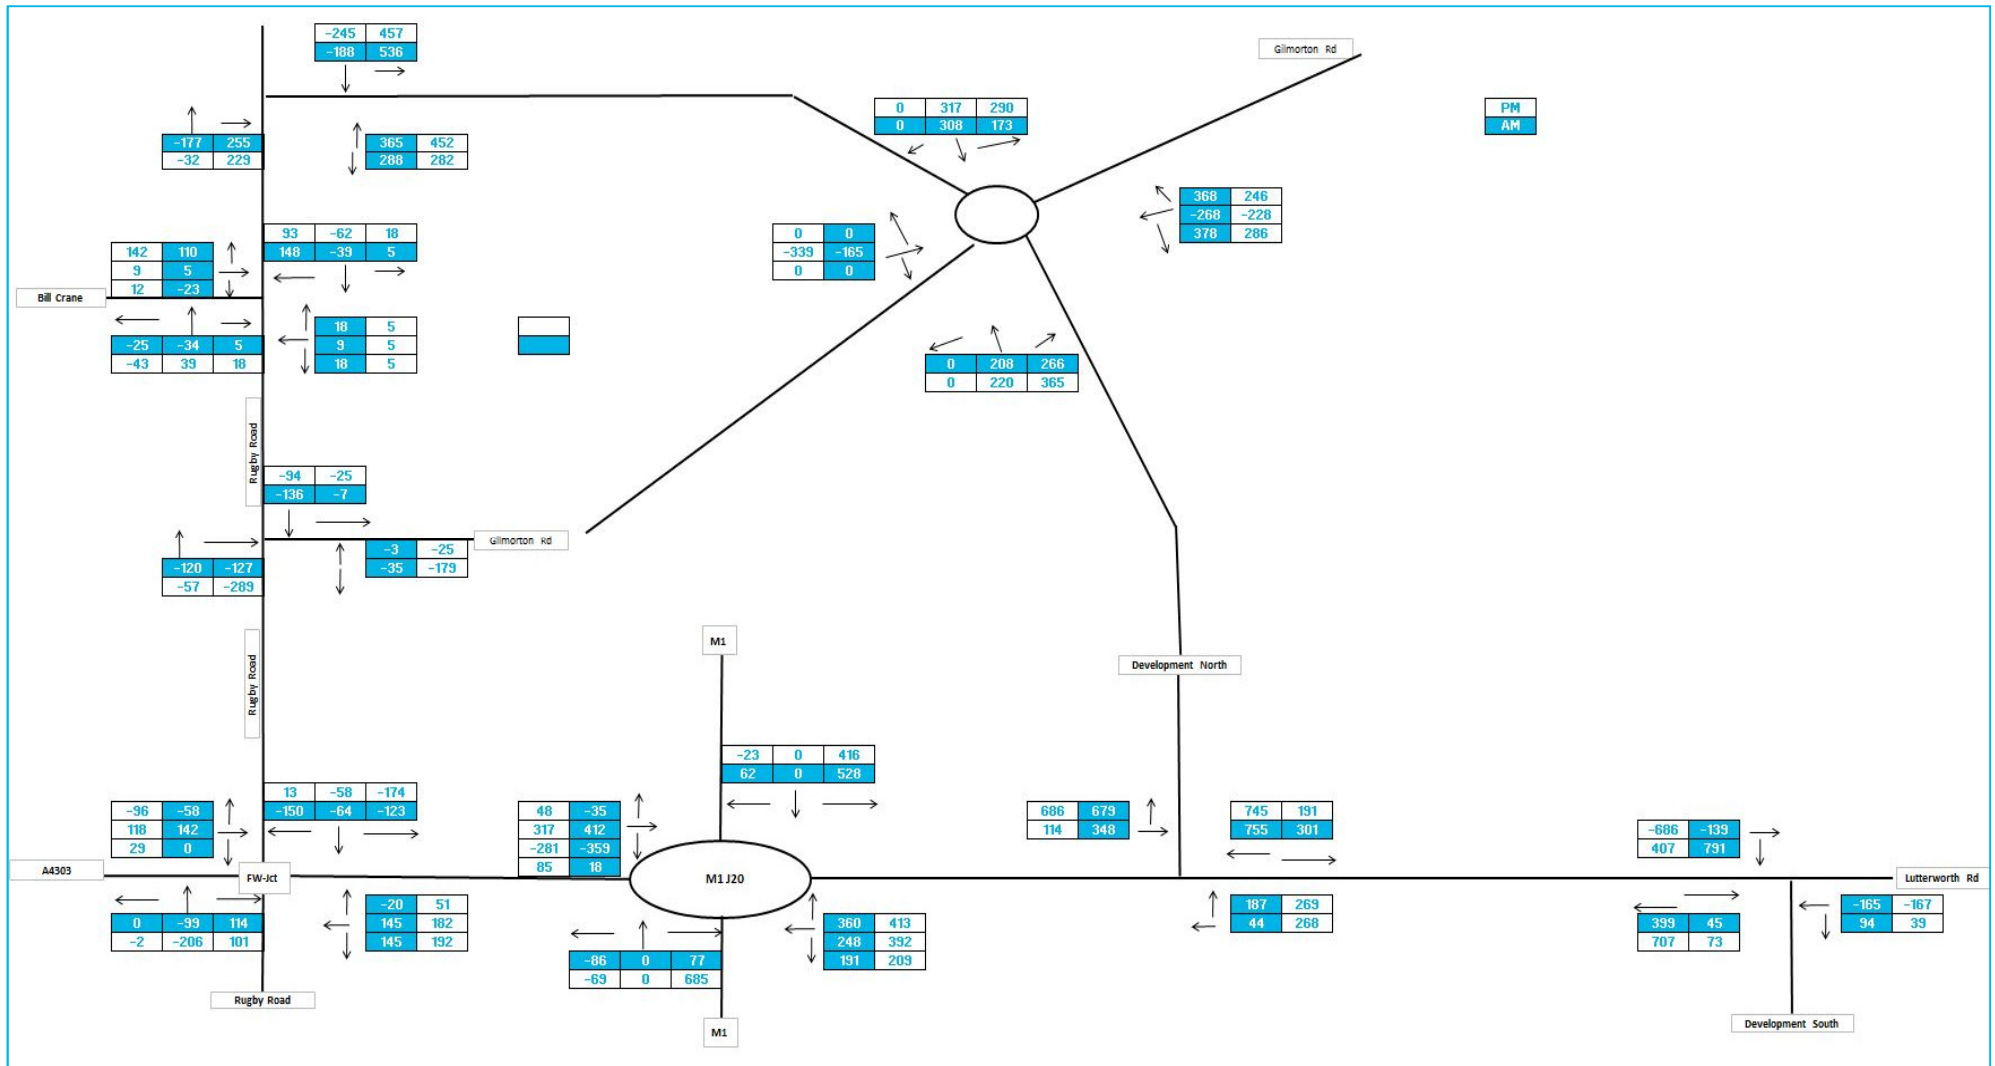 -245 457
-188 536
Gilmorton Rd
0 317 290
0 308 173
PM
AM
-177 255
-32 229
365 452
288 282
368 246
-268 -228
378 286
93 -62 18
148 -39 5
0 0
-339 -165
0 0
142 110
9 5
12 -23
Bill Crane
-25 -34 5
-43 39 18
18 5
9 5
18 5
0 208 266
0 220 365
Rugby Road
-94 -25
-136 -7
Gilmorton Rd
-3 -25
-35 -179
-120 -127
-57 -289
M1
Rugby Road
Development North
-23 0 416
62 0 528
13 -58 -174
-150 -64 -123
-96 -58
118 142
29 0
48 -35
317 412
-281 -359
85 18
686 679
114 348
745 191
755 301
-686 -139
407 791
A4303
FW-Jct
M1 J20
Lutterworth Rd
0 -99 114
-2 -206 101
-20 51
145 182
145 192
-86 0 77
-69 0 685
360 413
248 392
191 209
187 269
44 268
399 45
707 73
-165 -167
94 39
Rugby Road
M1
Development South